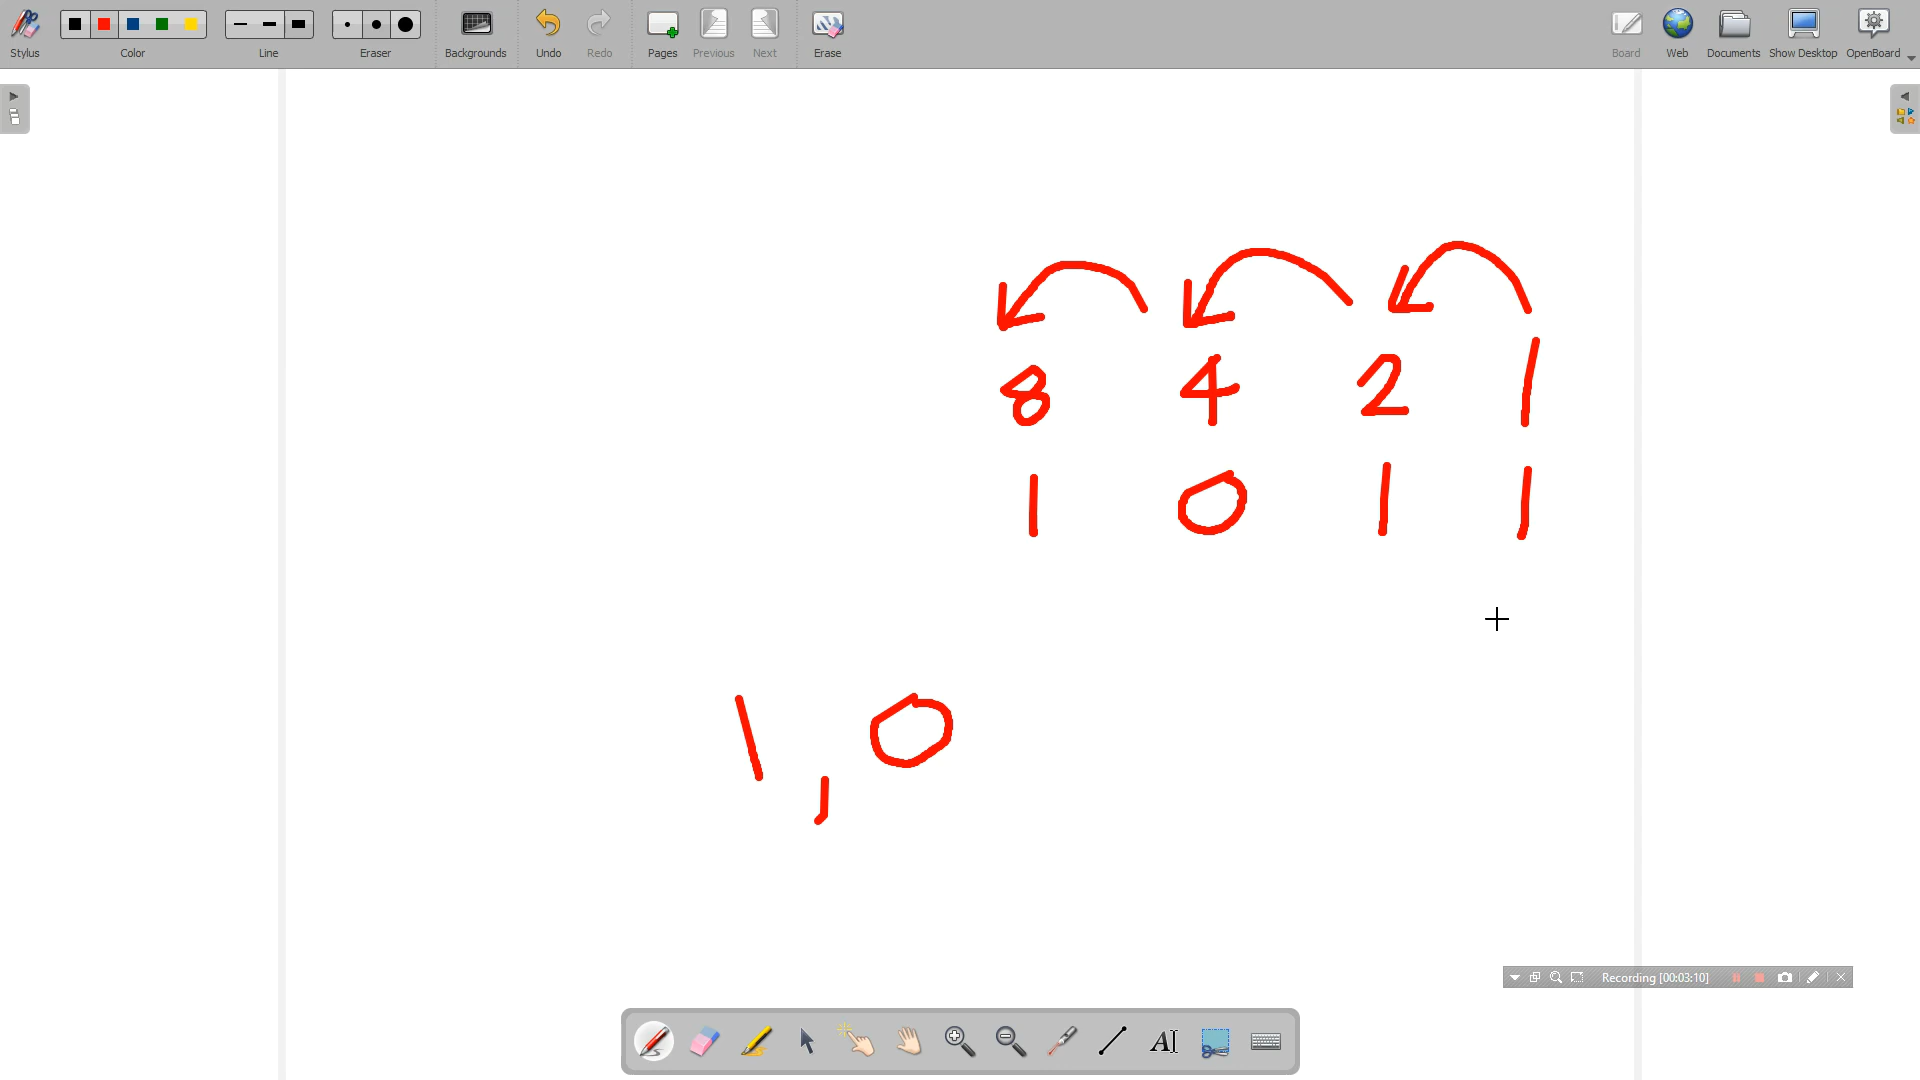 Stylus Color Line Eraser Backgrounds Undo Redo Pages Previous Next Erase Board Web Documents Show Desktop OpenBoard
8 4 2 1
1 0 1 1
1 , 0
Recording [00:03:10]
AI